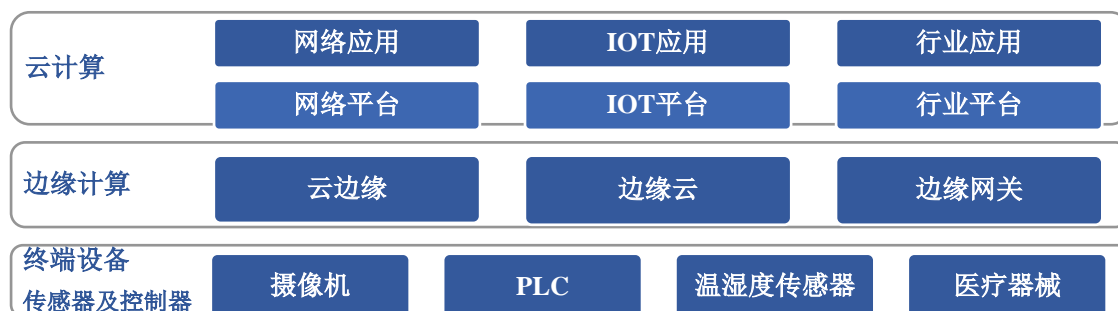 云计算
网络应用 IOT应用 行业应用
网络平台 IOT平台 行业平台
边缘计算
云边缘 边缘云 边缘网关
终端设备
传感器及控制器
摄像机 PLC 温湿度传感器 医疗器械